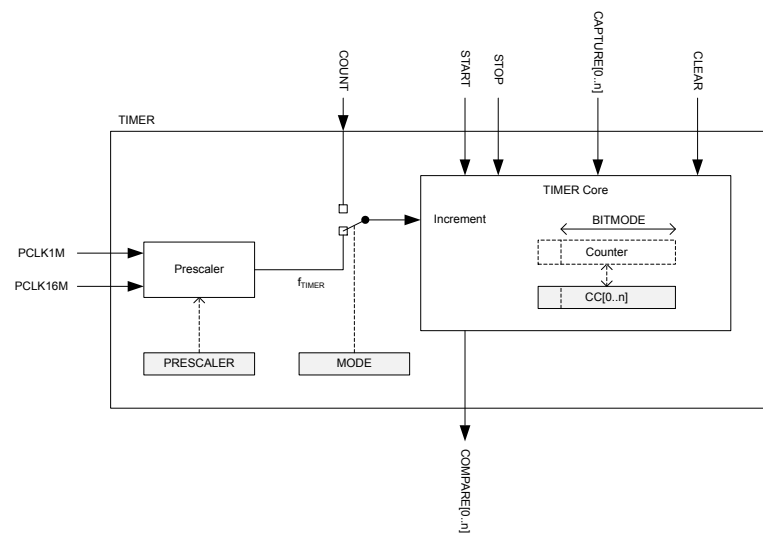 COUNT
START
STOP
CAPTURE[0..n]
CLEAR
TIMER
TIMER Core
Increment
BITMODE
Counter
CC[0..n]
PCLK1M
PCLK16M
Prescaler
fTIMER
PRESCALER
MODE
COMPARE[0..n]